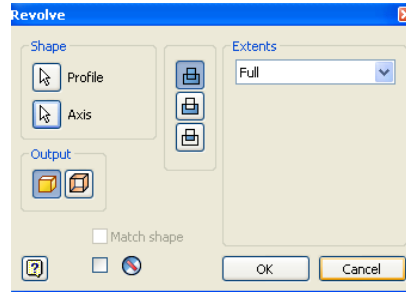 Revolve
Shape
Profile
Axis
Output
Match shape
Extents
Full
OK
Cancel